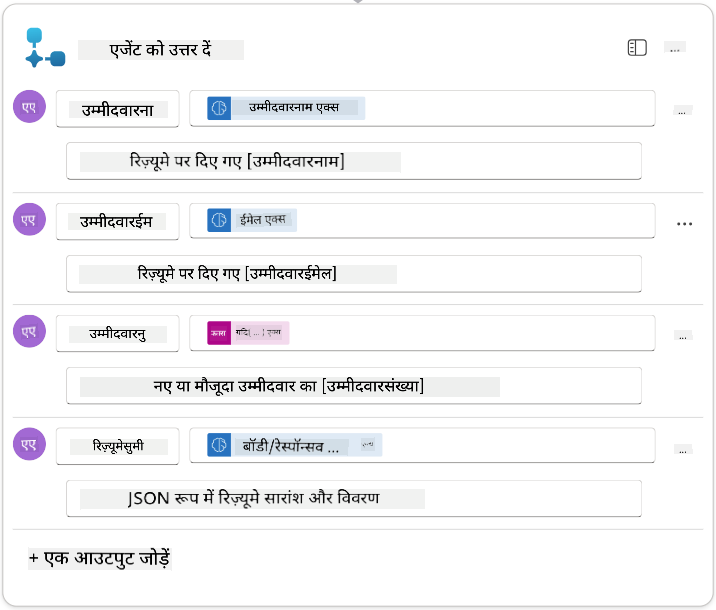 एजेंट को उत्तर दें
...
एए
उम्मीदवारना
उम्मीदवारनाम एक्स
...
रिज़्यूमे पर दिए गए [उम्मीदवारनाम]
एए
उम्मीदवारईम
ईमेल एक्स
...
रिज़्यूमे पर दिए गए [उम्मीदवारईमेल]
एए
उम्मीदवारनु
यदि( ... ) एक्स
...
नए या मौजूदा उम्मीदवार का [उम्मीदवारसंख्या]
एए
रिज़्यूमेसुमी
बॉडी/रेस्पॉन्सव ...
...
JSON रूप में रिज़्यूमे सारांश और विवरण
+ एक आउटपुट जोड़ें